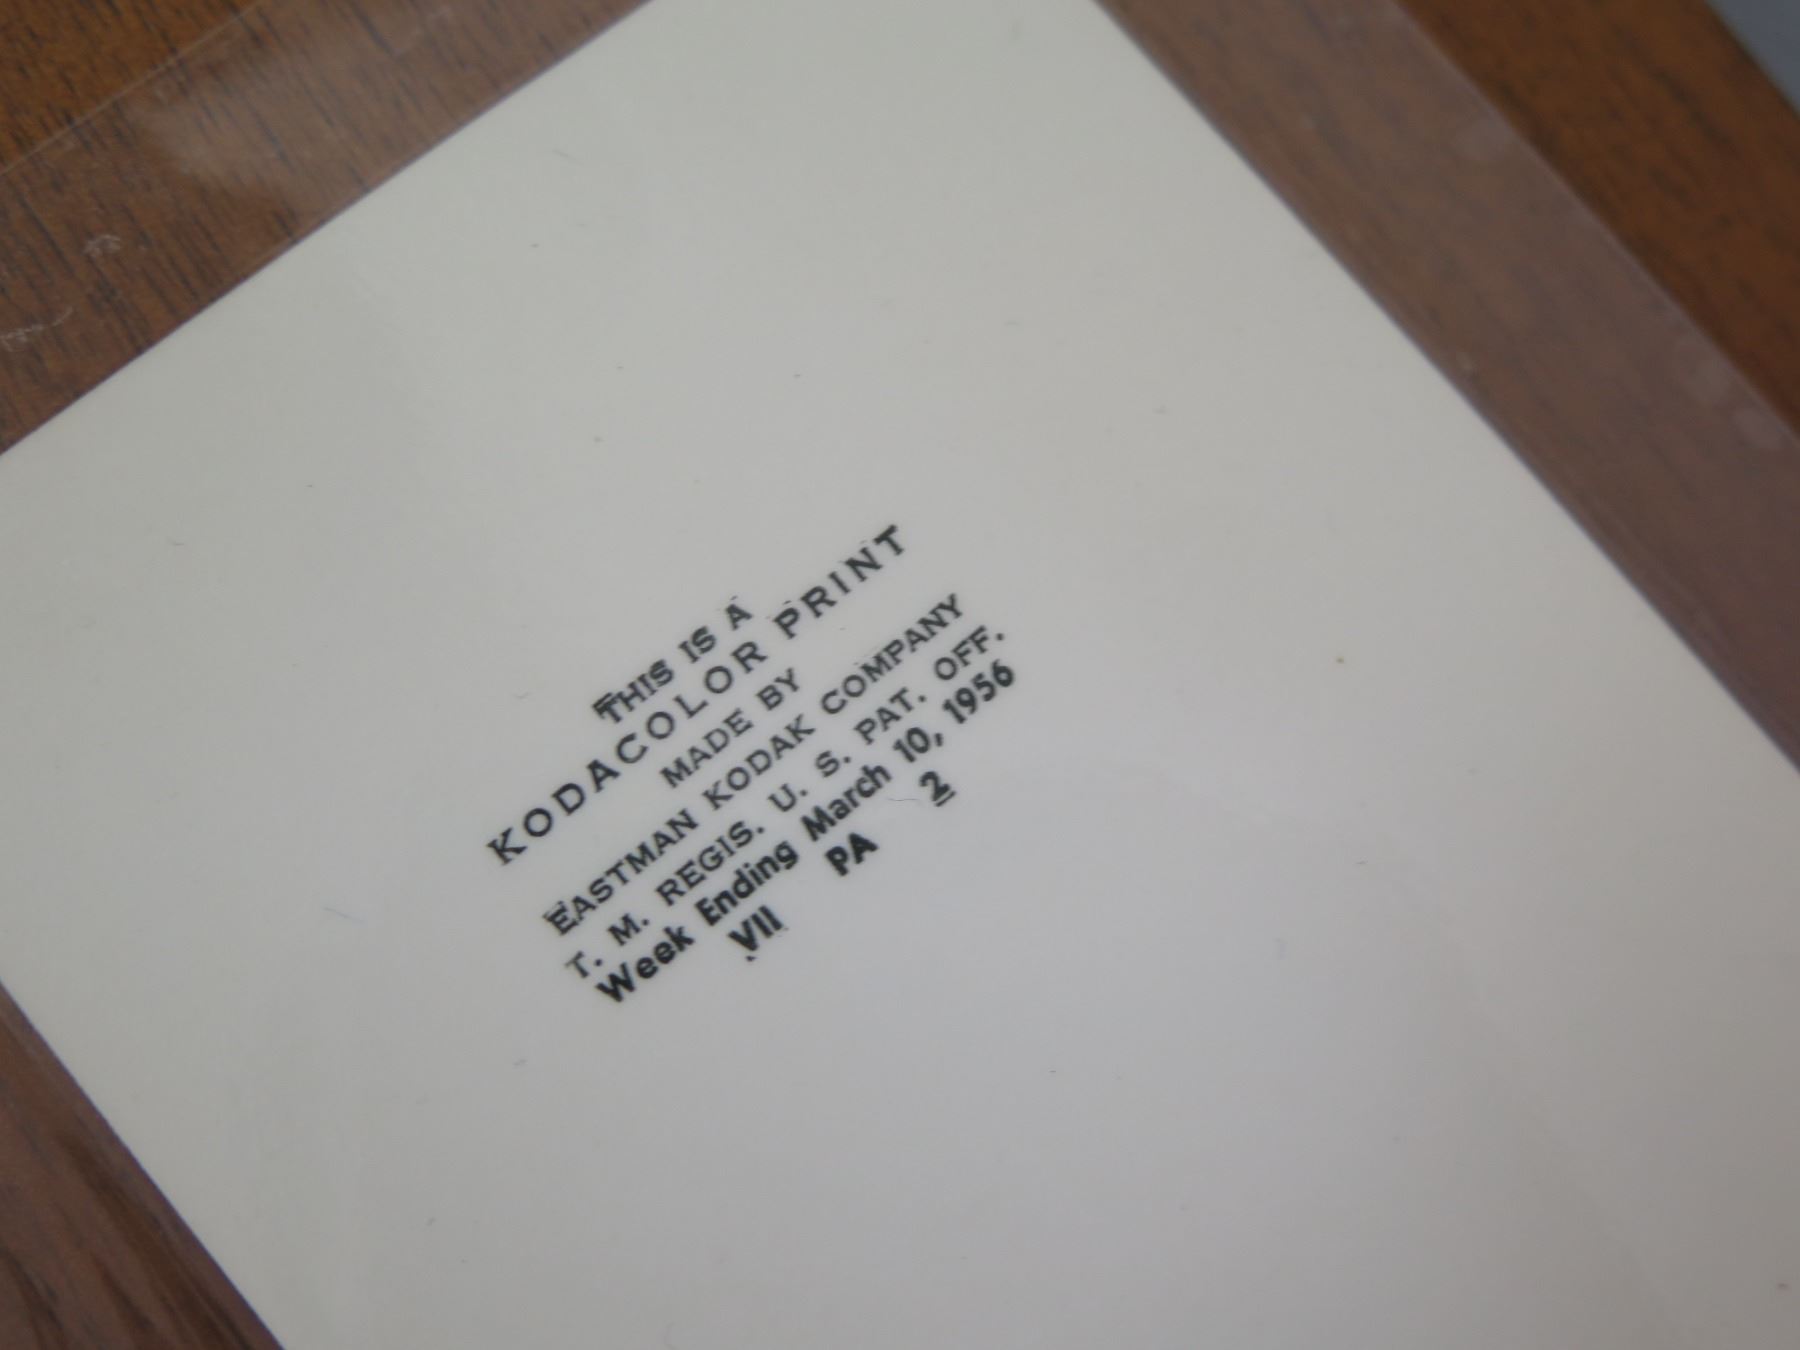 THIS IS A
KODACOLOR PRINT
MADE BY
EASTMAN KODAK COMPANY
T. M. REGIS. U. S. PAT. OFF.
Week Ending March 10, 1956
VII PA 2